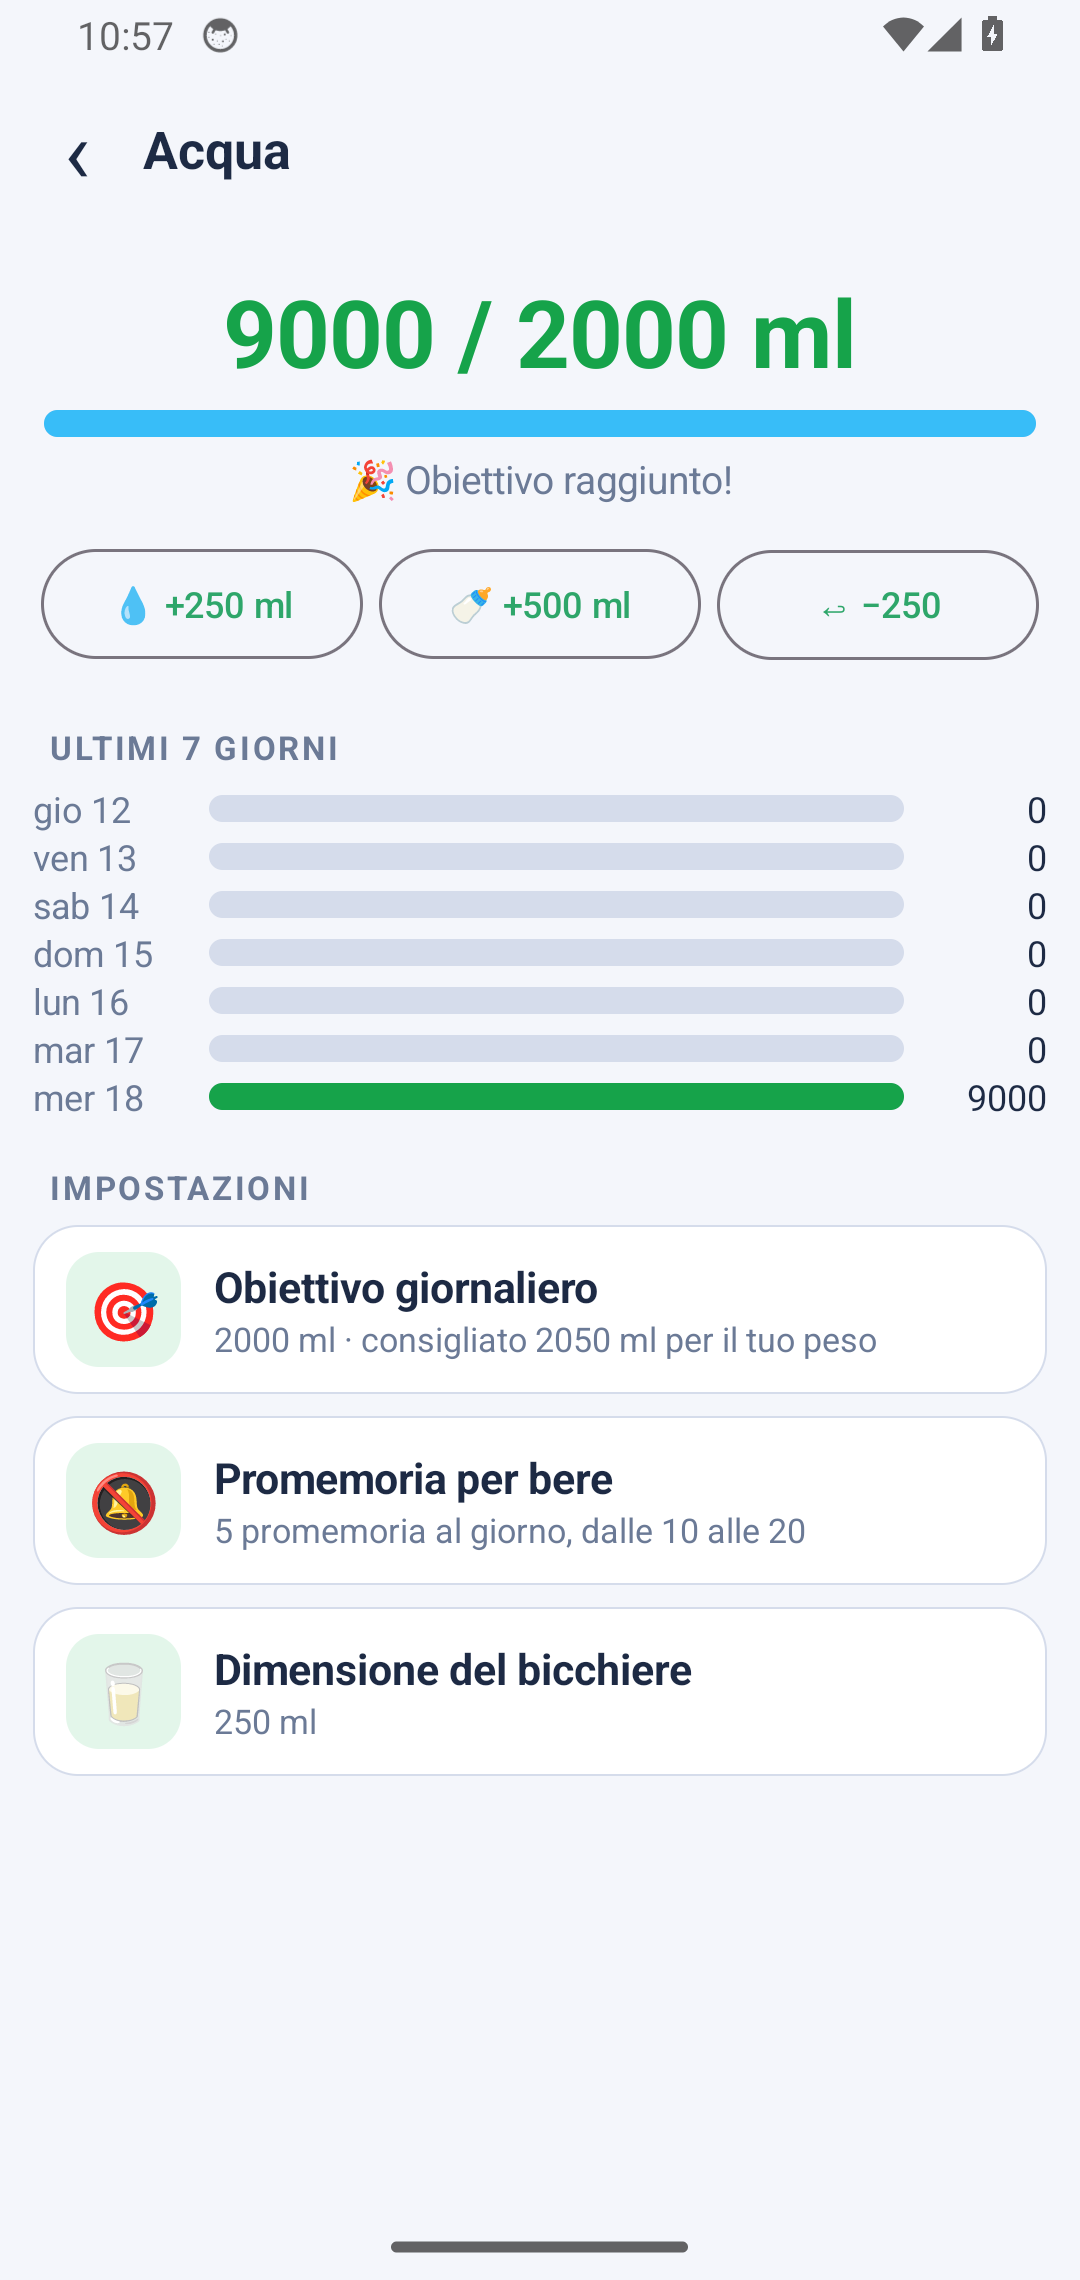 10:57
Acqua
9000 / 2000 ml
🎉 Obiettivo raggiunto!
💧 +250 ml
🍼 +500 ml
↩ −250
ULTIMI 7 GIORNI
gio 12 0
ven 13 0
sab 14 0
dom 15 0
lun 16 0
mar 17 0
mer 18 9000
IMPOSTAZIONI
Obiettivo giornaliero
2000 ml · consigliato 2050 ml per il tuo peso
Promemoria per bere
5 promemoria al giorno, dalle 10 alle 20
Dimensione del bicchiere
250 ml